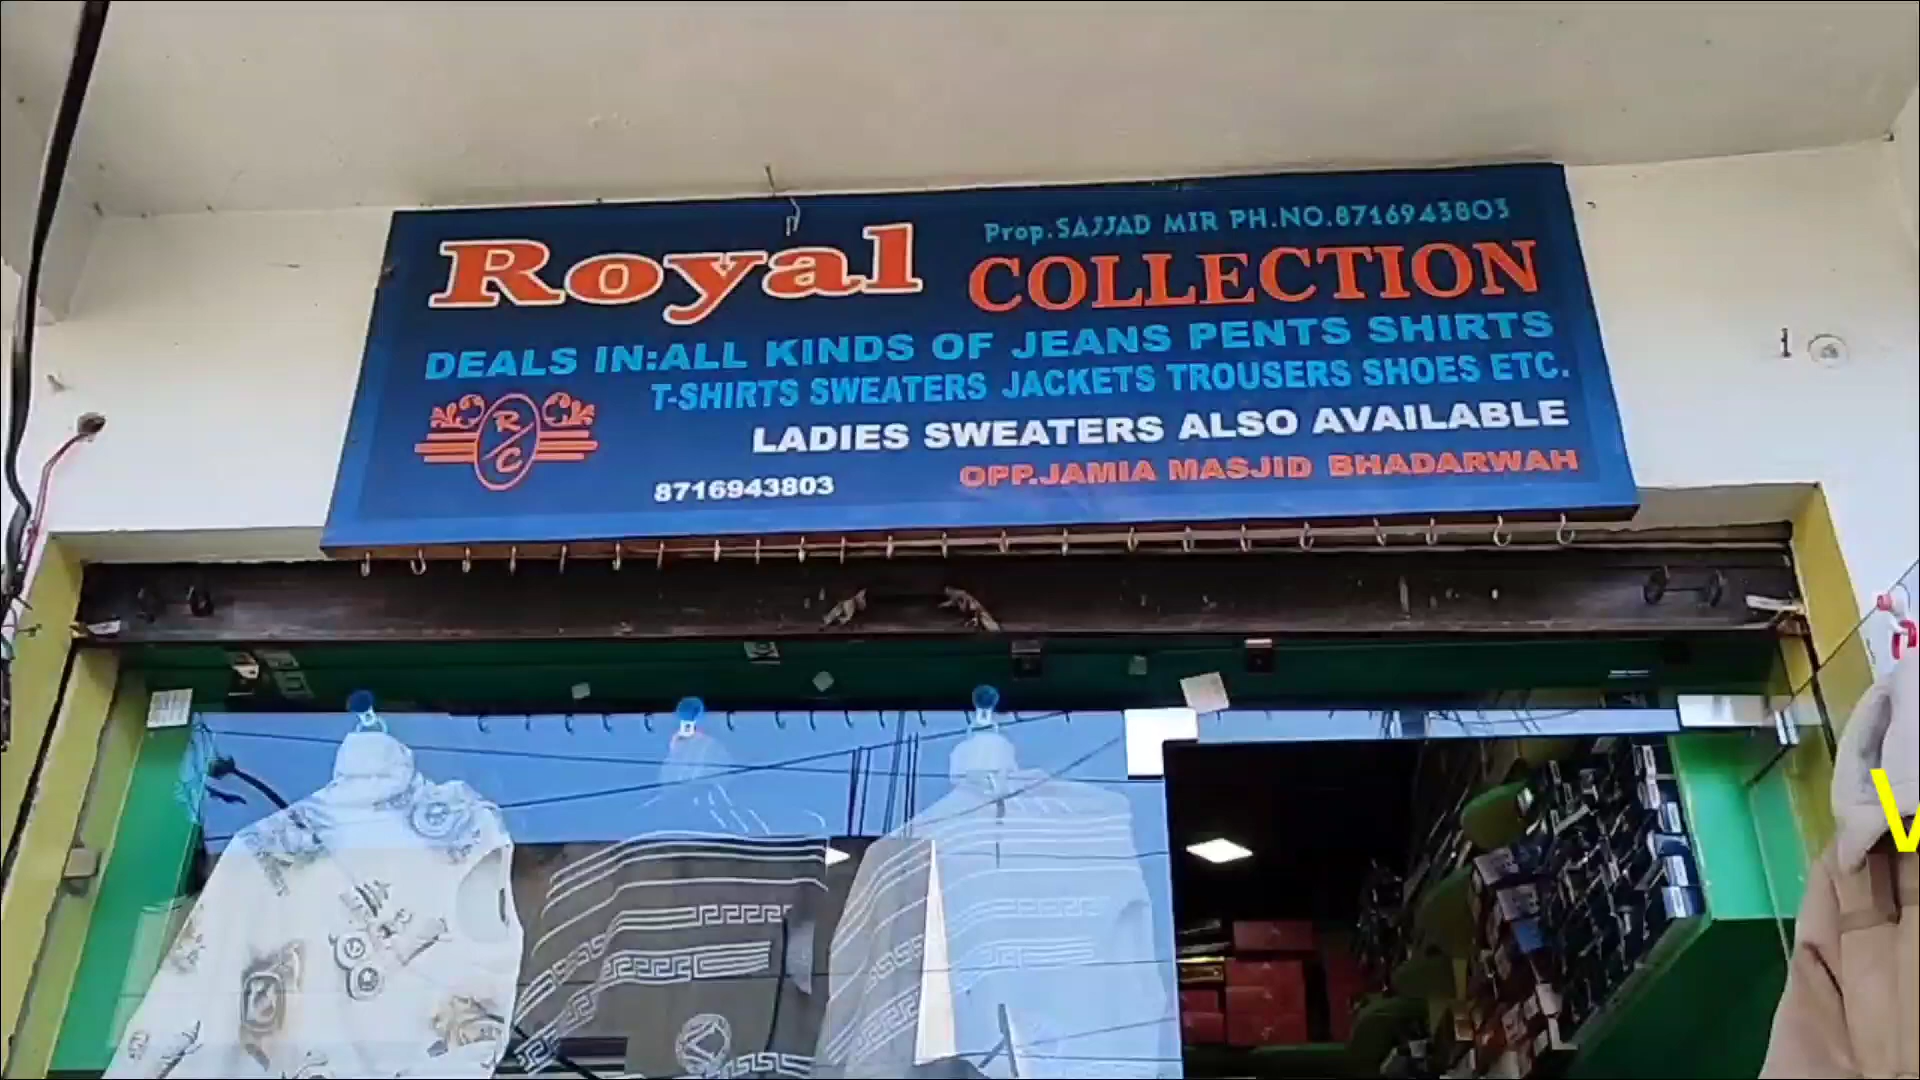 Prop.SAJJAD MIR PH.NO.8716943803
Royal COLLECTION
DEALS IN:ALL KINDS OF JEANS PENTS SHIRTS
T-SHIRTS SWEATERS JACKETS TROUSERS SHOES ETC.
R/C
LADIES SWEATERS ALSO AVAILABLE
8716943803
OPP.JAMIA MASJID BHADARWAH